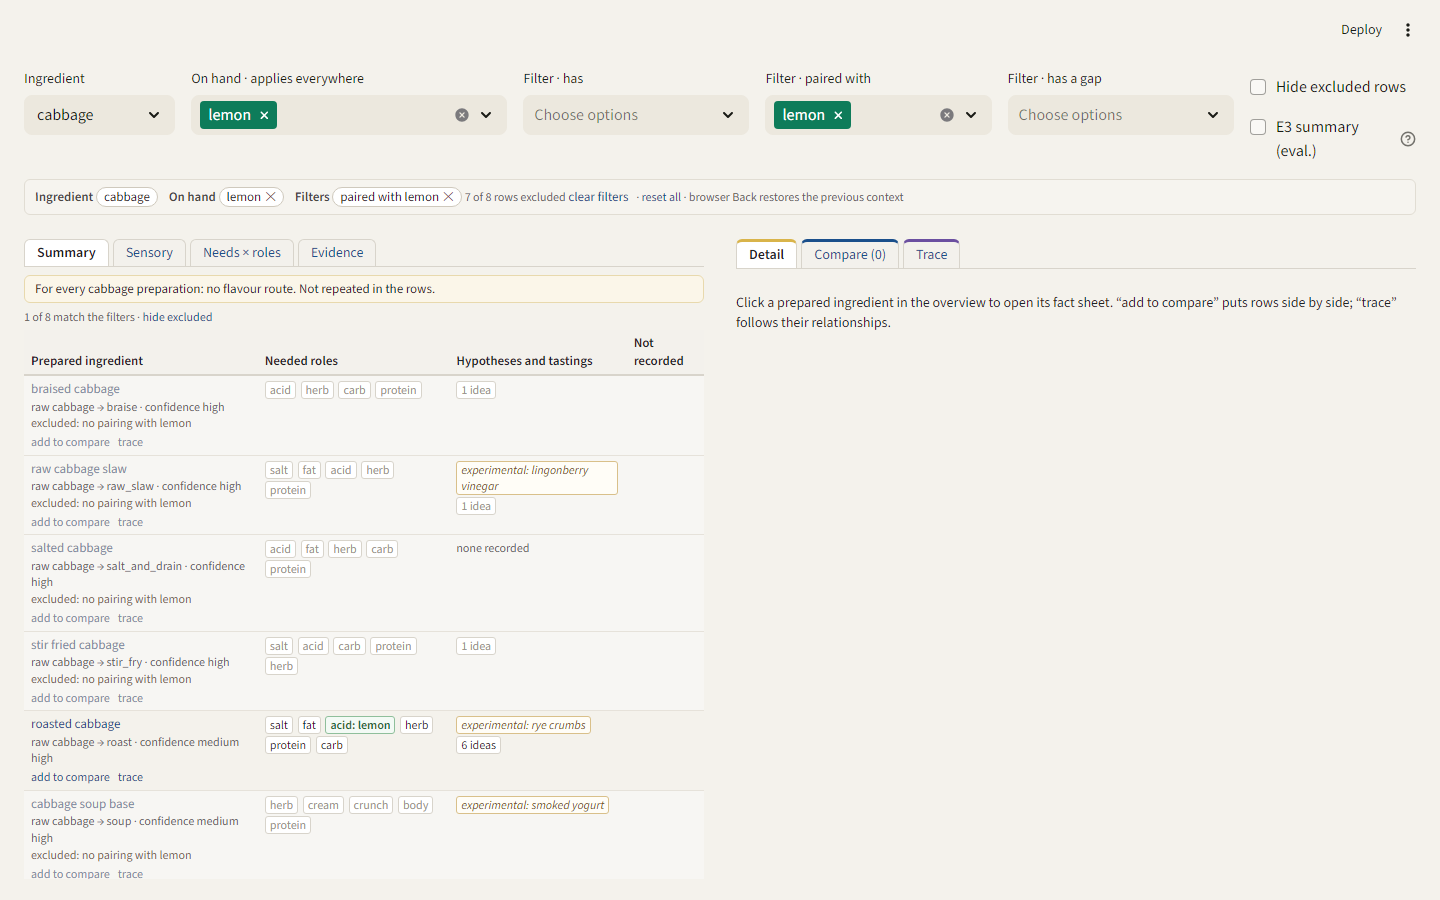 Deploy
Ingredient
On hand · applies everywhere
Filter · has
Filter · paired with
Filter · has a gap
cabbage
lemon ×
Choose options
lemon ×
Choose options
Hide excluded rows
E3 summary
(eval.)
Ingredient cabbage On hand lemon × Filters paired with lemon × 7 of 8 rows excluded clear filters · reset all · browser Back restores the previous context
Summary
Sensory
Needs × roles
Evidence
For every cabbage preparation: no flavour route. Not repeated in the rows.
1 of 8 match the filters · hide excluded
Prepared ingredient
Needed roles
Hypotheses and tastings
Not
recorded
braised cabbage
raw cabbage → braise · confidence high
excluded: no pairing with lemon
add to compare trace
acid herb carb protein
1 idea
raw cabbage slaw
raw cabbage → raw_slaw · confidence high
excluded: no pairing with lemon
add to compare trace
salt fat acid herb
protein
experimental: lingonberry
vinegar
1 idea
salted cabbage
raw cabbage → salt_and_drain · confidence
high
excluded: no pairing with lemon
add to compare trace
acid fat herb carb
protein
none recorded
stir fried cabbage
raw cabbage → stir_fry · confidence high
excluded: no pairing with lemon
add to compare trace
salt acid carb protein
herb
1 idea
roasted cabbage
raw cabbage → roast · confidence medium
high
add to compare trace
salt fat acid: lemon herb
protein carb
experimental: rye crumbs
6 ideas
cabbage soup base
raw cabbage → soup · confidence medium
high
excluded: no pairing with lemon
add to compare trace
herb cream crunch body
protein
experimental: smoked yogurt
Detail
Compare (0)
Trace
Click a prepared ingredient in the overview to open its fact sheet. “add to compare” puts rows side by side; “trace”
follows their relationships.